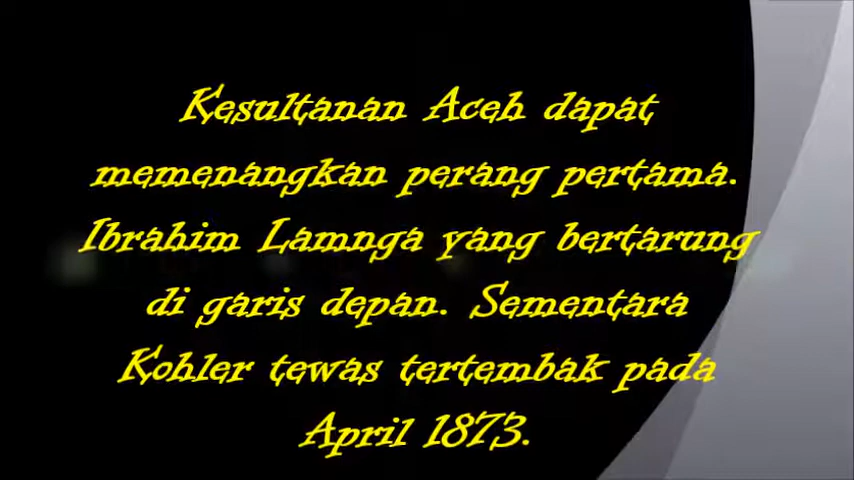 Kesultanan Aceh dapat
memenangkan perang pertama.
Ibrahim Lamnga yang bertarung
di garis depan. Sementara
Kohler tewas tertembak pada
April 1873.